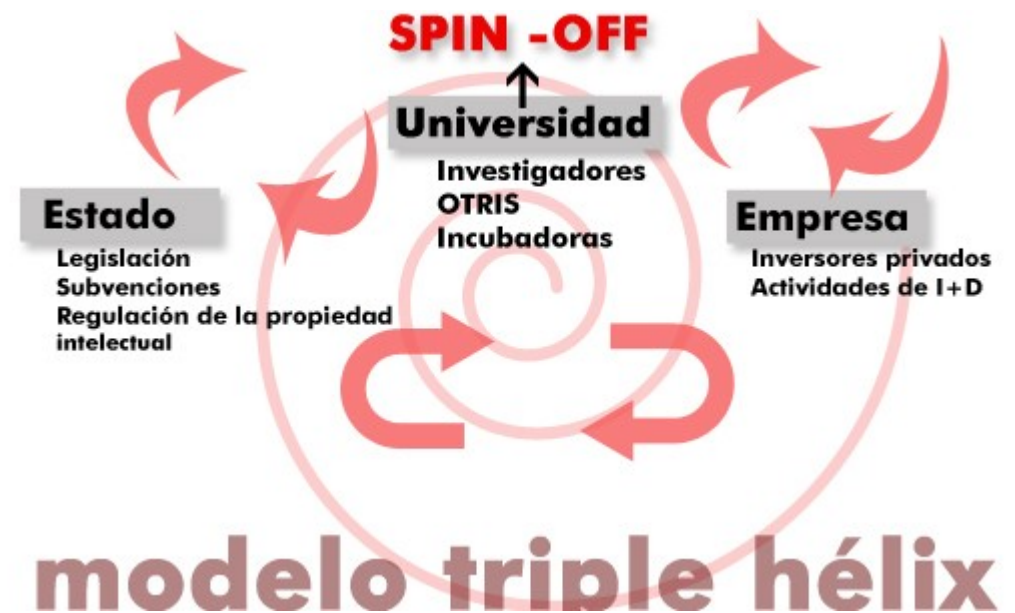 SPIN -OFF
Universidad
Investigadores
OTRIS
Incubadoras
Estado
Legislación
Subvenciones
Regulación de la propiedad
intelectual
Empresa
Inversores privados
Actividades de I+D
modelo triple hélix